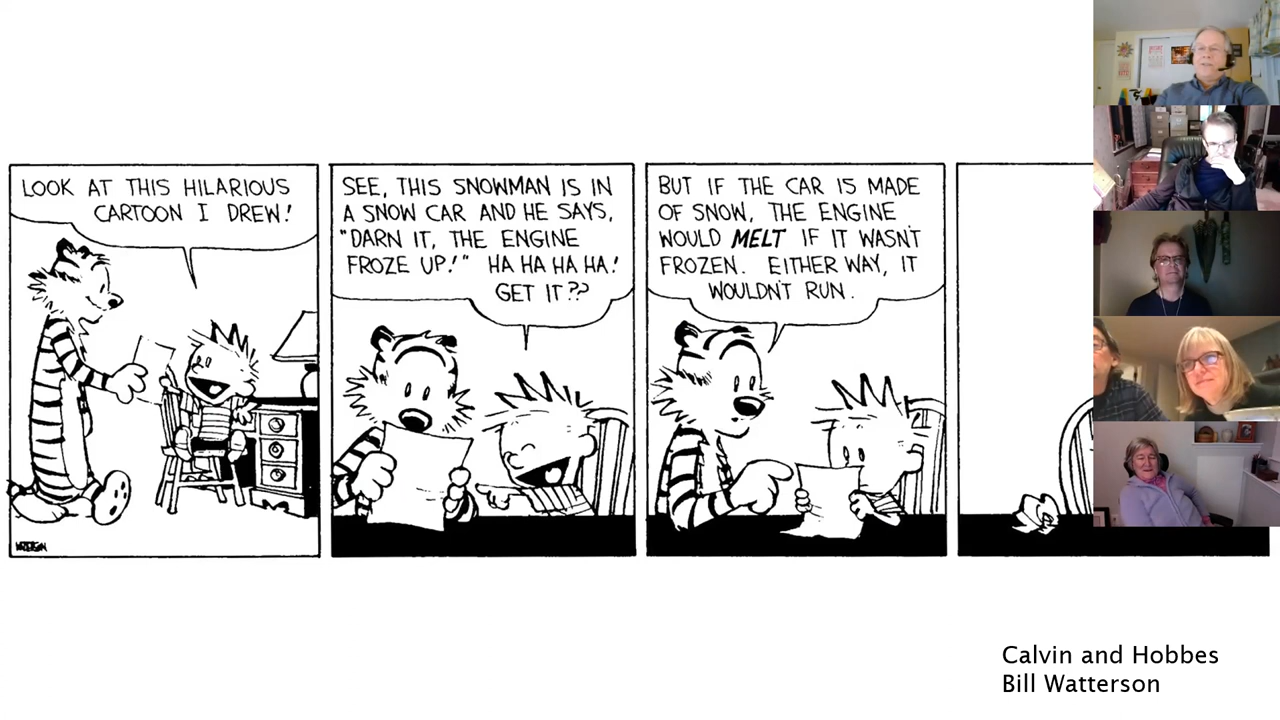 LOOK AT THIS HILARIOUS
CARTOON I DREW!
WATTERSON
SEE, THIS SNOWMAN IS IN
A SNOW CAR AND HE SAYS,
"DARN IT, THE ENGINE
FROZE UP!" HA HA HA HA!
GET IT??
BUT IF THE CAR IS MADE
OF SNOW, THE ENGINE
WOULD MELT IF IT WASN'T
FROZEN. EITHER WAY, IT
WOULDN'T RUN.
Calvin and Hobbes
Bill Watterson